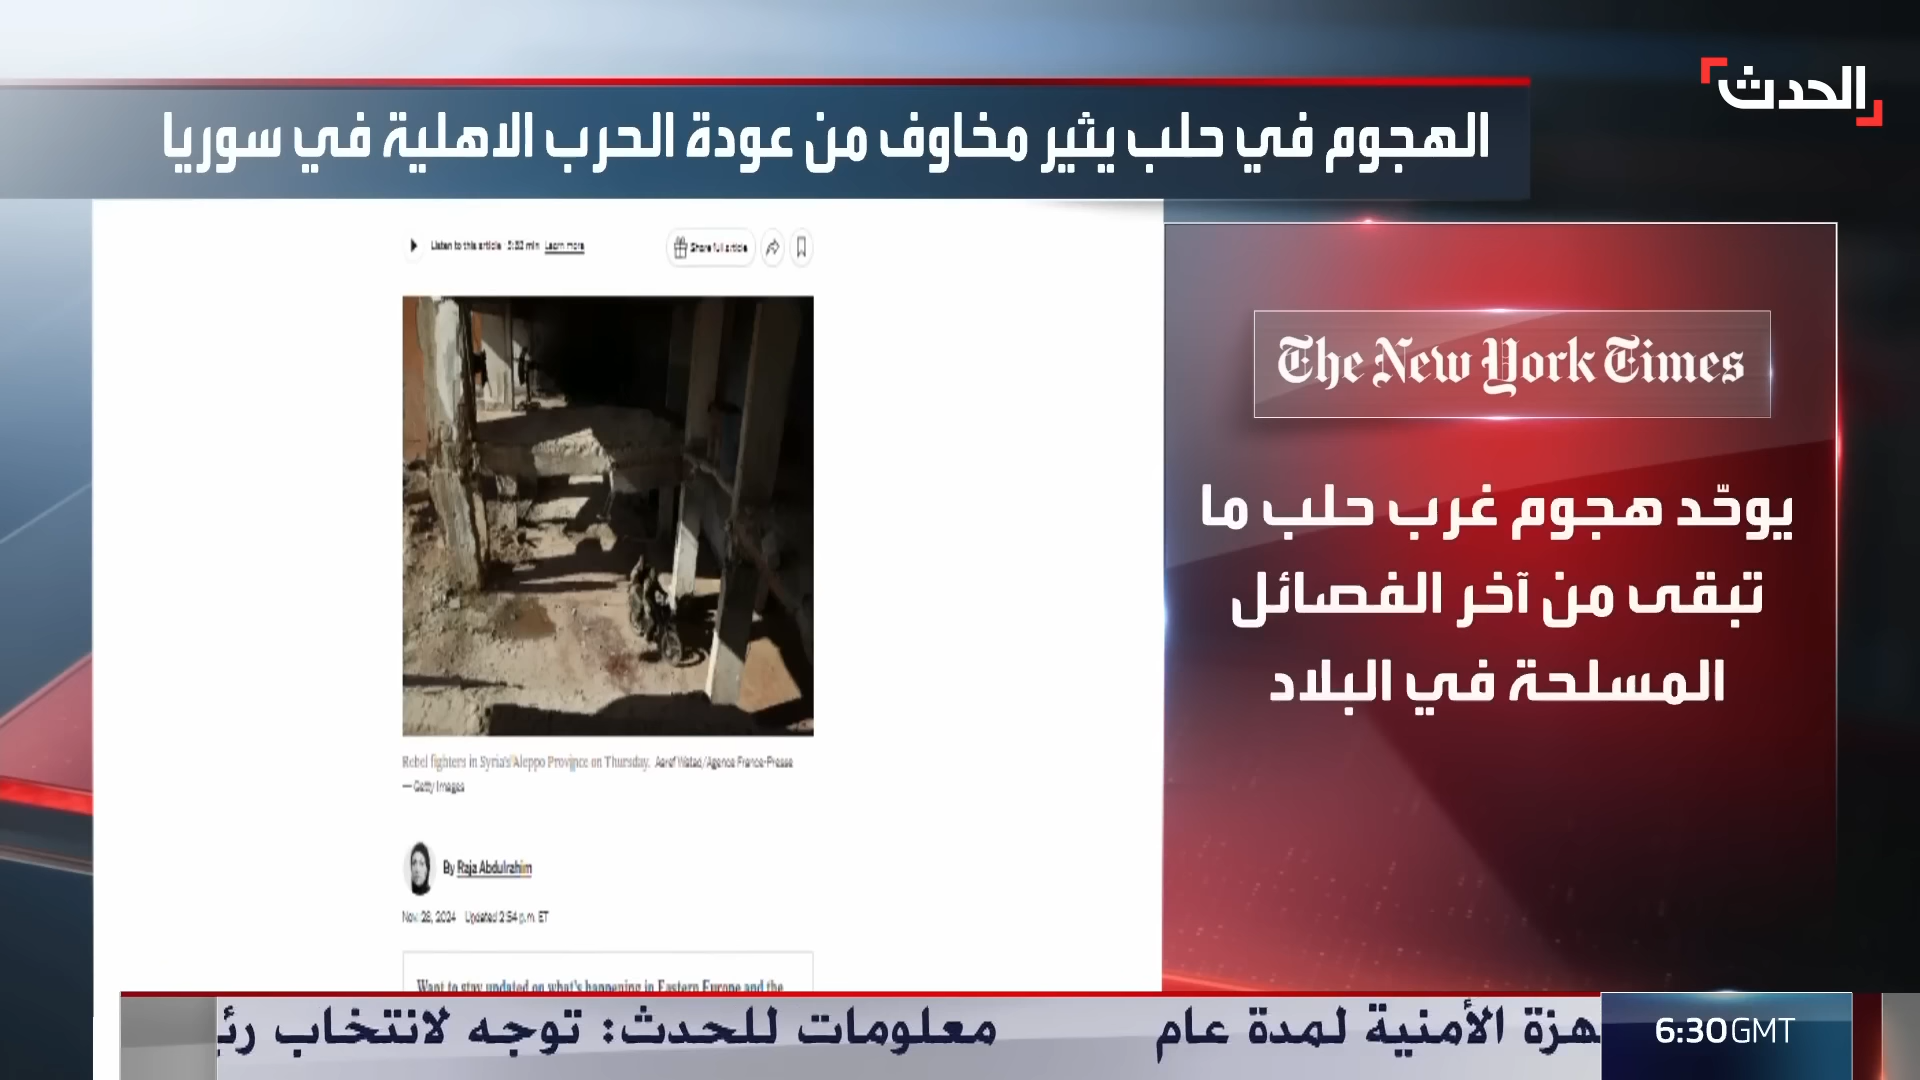 الحدث
الهجوم في حلب يثير مخاوف من عودة الحرب الاهلية في سوريا
Listen to this article · 5:32 min Learn more
Share full article
The New York Times
يوحّد هجوم غرب حلب ما
تبقى من آخر الفصائل
المسلحة في البلاد
Rebel fighters in Syria's Aleppo Province on Thursday. Aaref Watad/Agence France-Presse
— Getty Images
By Raja Abdulrahim
Nov. 28, 2024 Updated 2:54 p.m. ET
Want to stay updated on what's happening in Eastern Europe and the
هزة الأمنية لمدة عام
معلومات للحدث: توجه لانتخاب رئ
6:30GMT